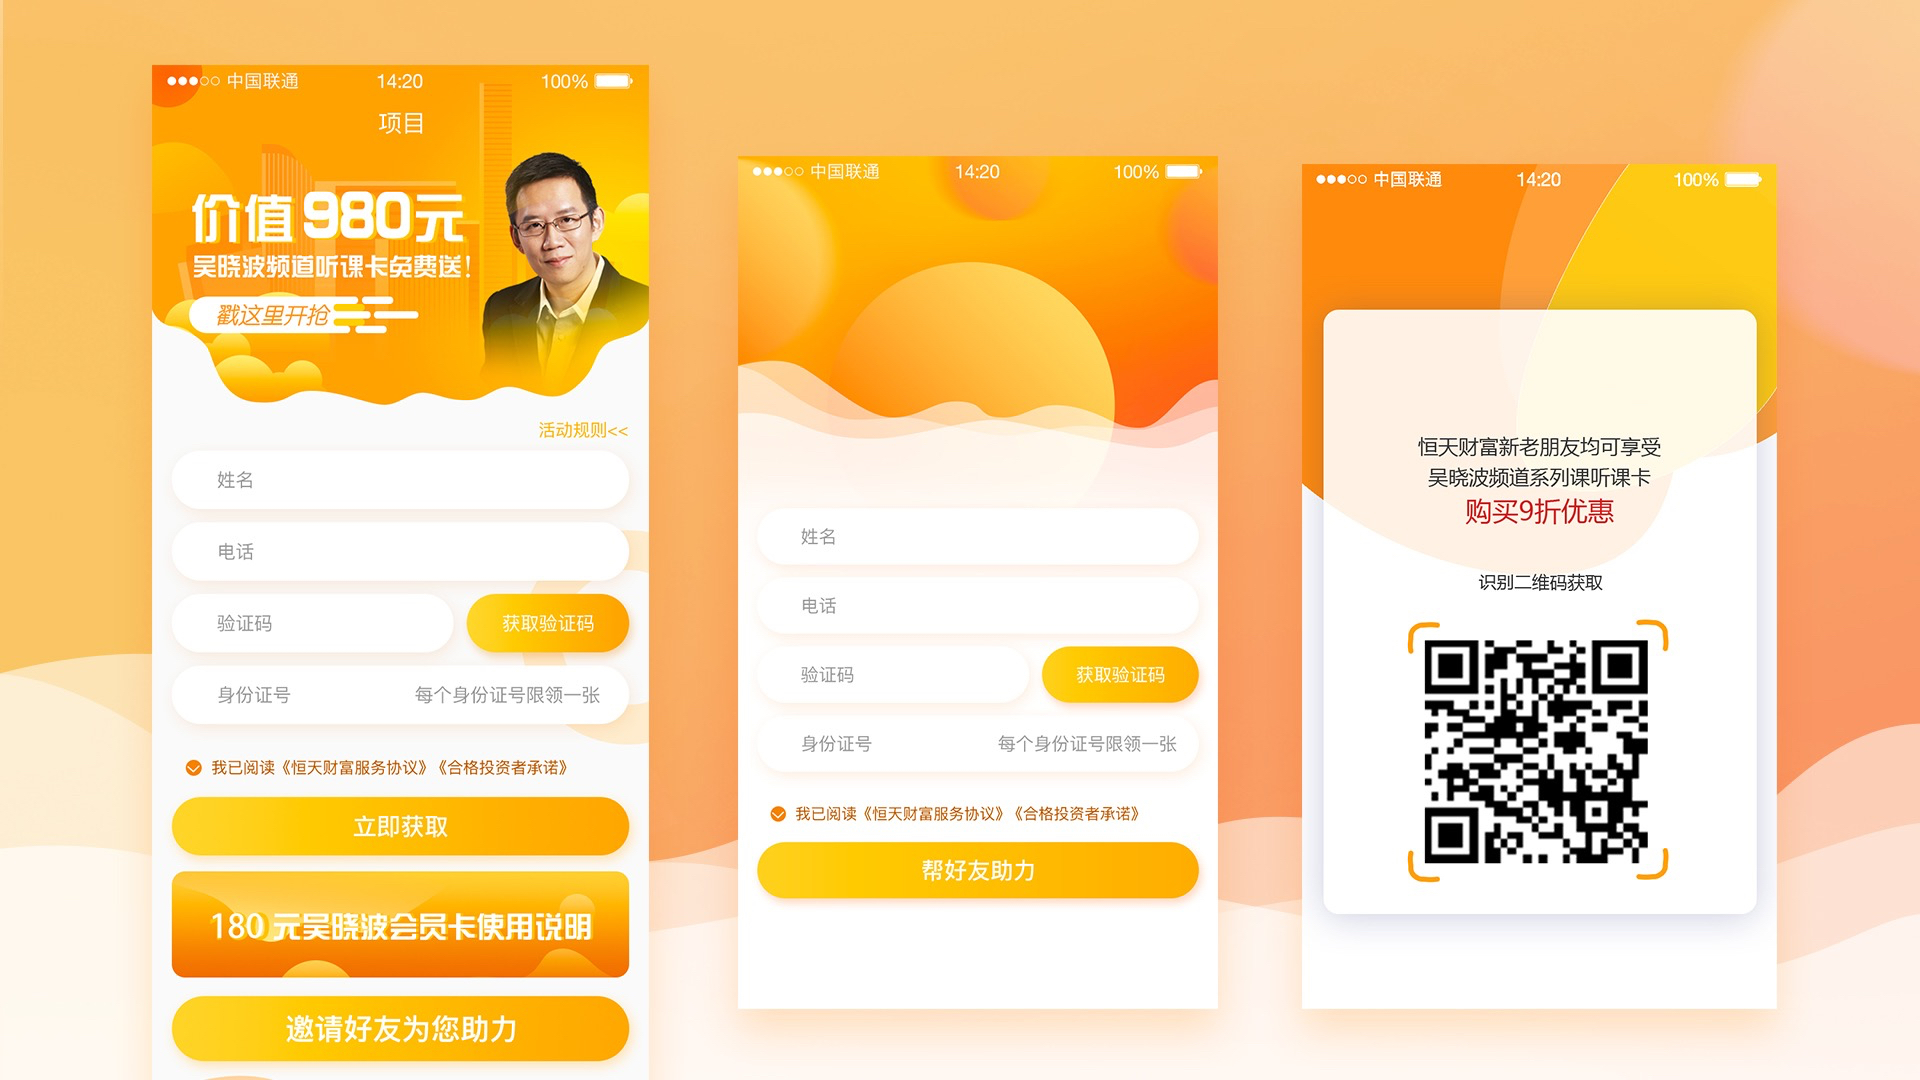 中国联通 14:20 100%
项目
价值980元
吴晓波频道听课卡免费送！
戳这里开抢
活动规则<<
姓名
电话
验证码 获取验证码
身份证号 每个身份证号限领一张
我已阅读《恒天财富服务协议》《合格投资者承诺》
立即获取
180 元吴晓波会员卡使用说明
邀请好友为您助力
中国联通 14:20 100%
姓名
电话
验证码 获取验证码
身份证号 每个身份证号限领一张
我已阅读《恒天财富服务协议》《合格投资者承诺》
帮好友助力
中国联通 14:20 100%
恒天财富新老朋友均可享受
吴晓波频道系列课听课卡
购买9折优惠
识别二维码获取